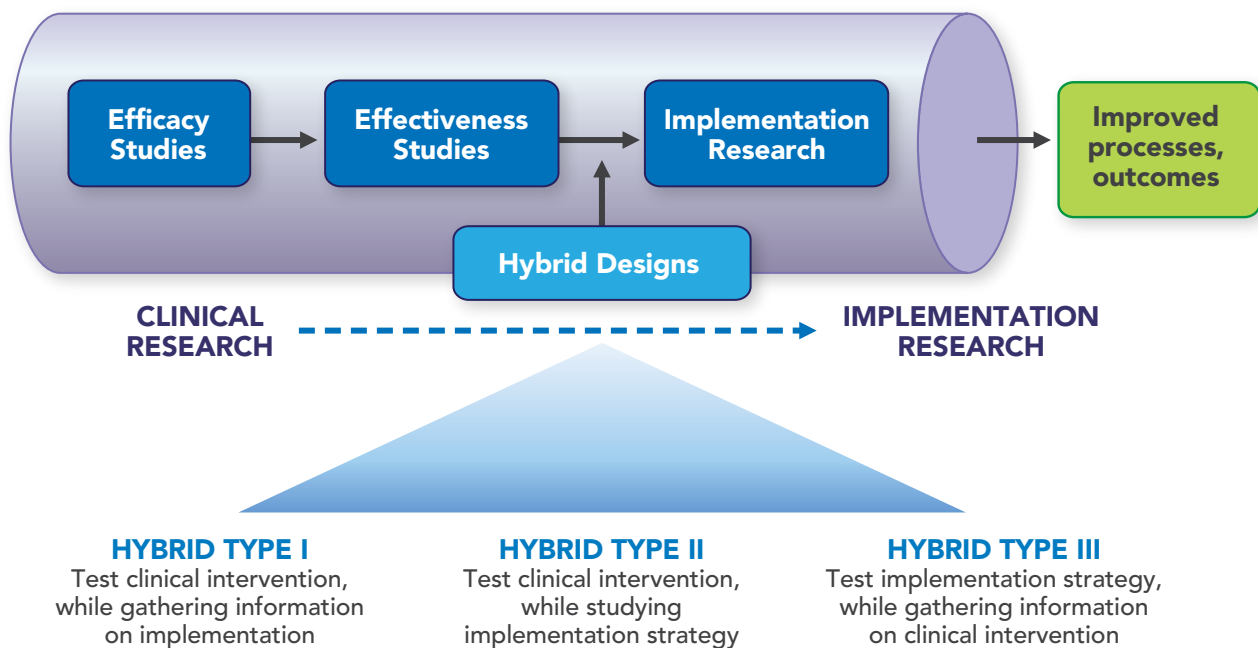 Efficacy
Studies
Effectiveness
Studies
Implementation
Research
Improved
processes,
outcomes
Hybrid Designs
CLINICAL
RESEARCH
IMPLEMENTATION
RESEARCH
HYBRID TYPE I
Test clinical intervention,
while gathering information
on implementation
HYBRID TYPE II
Test clinical intervention,
while studying
implementation strategy
HYBRID TYPE III
Test implementation strategy,
while gathering information
on clinical intervention